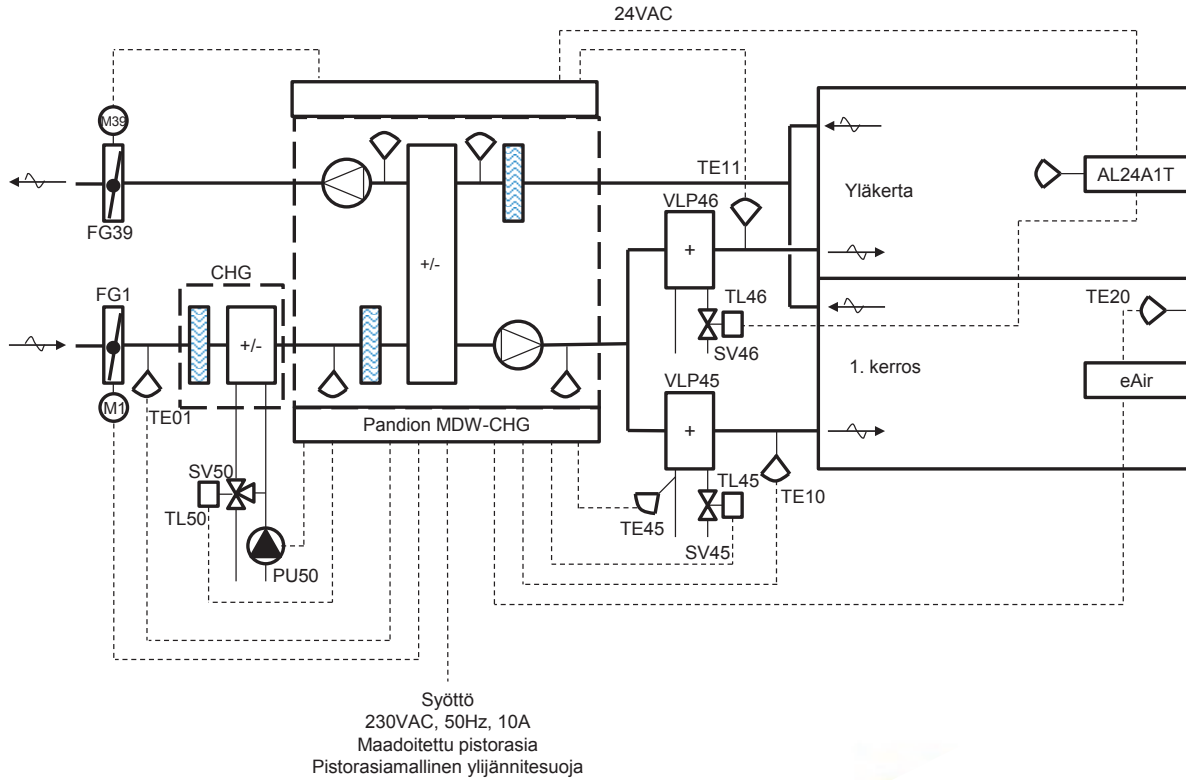 24VAC
M39
FG39
TE11
VLP46
AL24A1T
Yläkerta
+
+/-
CHG
FG1
+/-
TL46
SV46
TE20
1. kerros
VLP45
eAir
+
M1
TE01
Pandion MDW-CHG
SV50
TL50
TL45
TE10
TE45
SV45
PU50
Syöttö
230VAC, 50Hz, 10A
Maadoitettu pistorasia
Pistorasiamallinen ylijännitesuoja